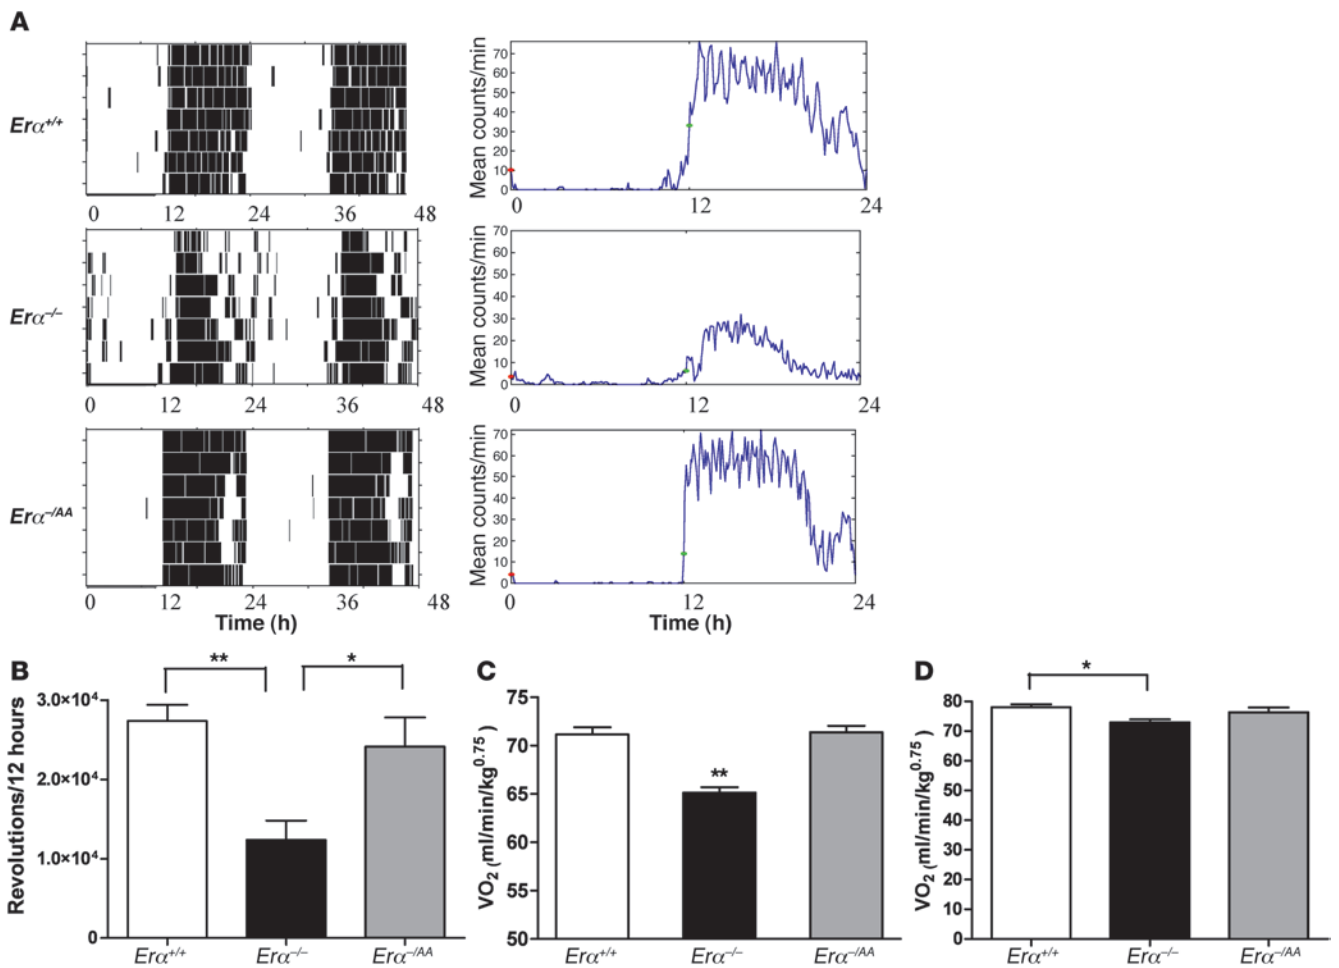 A
Erα+/+
0 12 24 36 48
Mean counts/min
70
60
50
40
30
20
10
0
0 12 24
Erα−/−
0 12 24 36 48
Mean counts/min
70
60
50
40
30
20
10
0
0 12 24
Erα−/AA
0 12 24 36 48
Time (h)
Mean counts/min
70
60
50
40
30
20
10
0
0 12 24
Time (h)
B
** *
Revolutions/12 hours
3.0×10⁴
2.0×10⁴
1.0×10⁴
0
Erα+/+ Erα−/− Erα−/AA
C
VO₂ (ml/min/kg0.75)
75
70
65
60
55
50
**
Erα+/+ Erα−/− Erα−/AA
D
*
VO₂ (ml/min/kg0.75)
80
70
60
50
40
30
20
10
0
Erα+/+ Erα−/− Erα−/AA